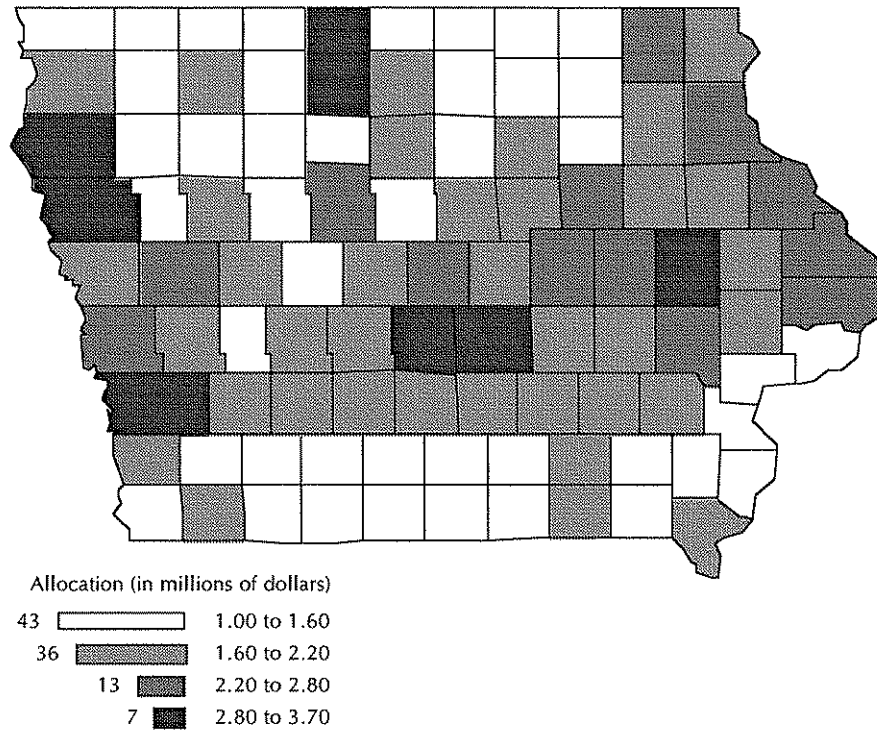 Allocation (in millions of dollars)
43 1.00 to 1.60
36 1.60 to 2.20
13 2.20 to 2.80
7 2.80 to 3.70